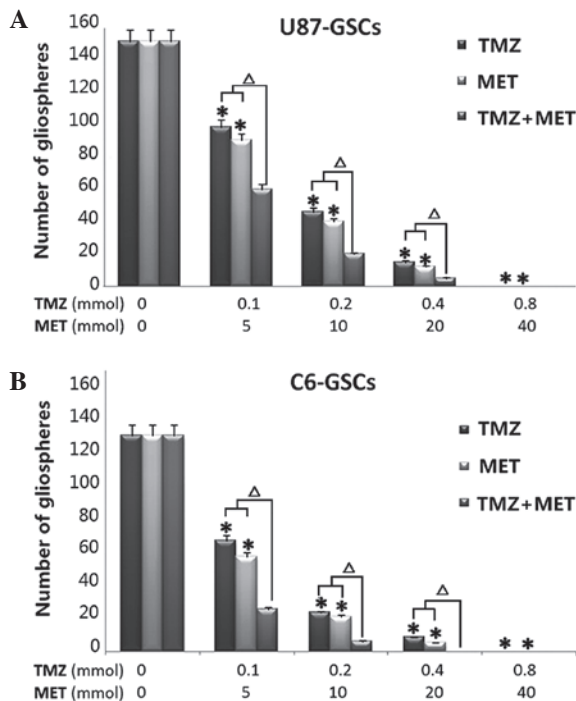 A
U87-GSCs
Number of gliospheres
160
140
120
100
80
60
40
20
0
TMZ
MET
TMZ+MET
Δ
* *
Δ
* *
Δ
* *
* *
TMZ (mmol) 0 0.1 0.2 0.4 0.8
MET (mmol) 0 5 10 20 40
B
C6-GSCs
Number of gliospheres
160
140
120
100
80
60
40
20
0
TMZ
MET
TMZ+MET
Δ
* *
Δ
* *
Δ
* *
* *
TMZ (mmol) 0 0.1 0.2 0.4 0.8
MET (mmol) 0 5 10 20 40